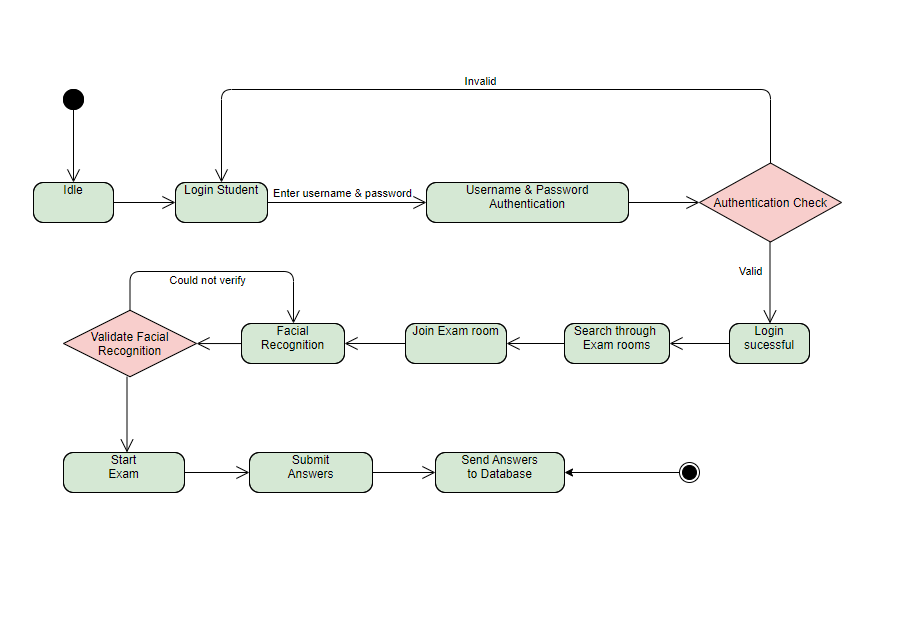 Invalid
Idle
Login Student
Enter username & password
Username & Password
Authentication
Authentication Check
Valid
Could not verify
Validate Facial
Recognition
Facial
Recognition
Join Exam room
Search through
Exam rooms
Login
sucessful
Start
Exam
Submit
Answers
Send Answers
to Database